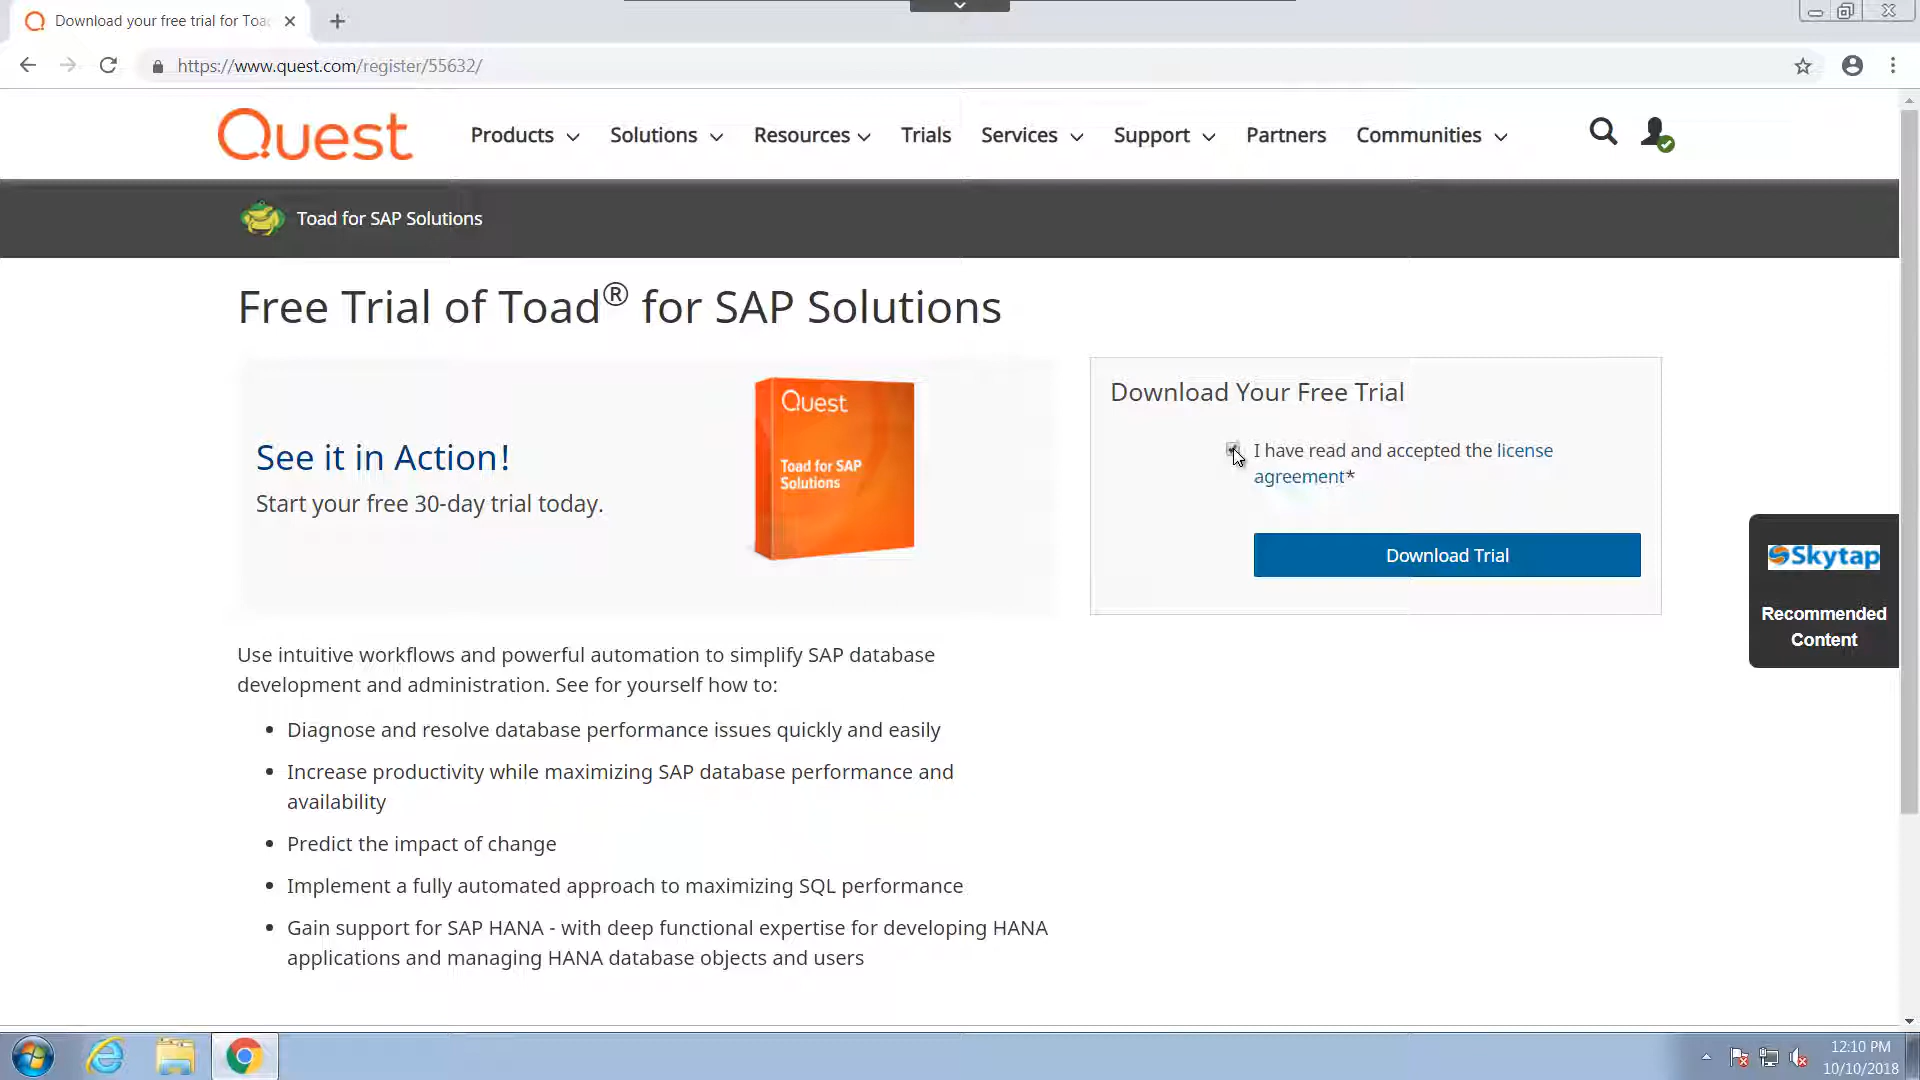 Download your free trial for Toa
https://www.quest.com/register/55632/
Quest
Products
Solutions
Resources
Trials
Services
Support
Partners
Communities
Toad for SAP Solutions
Free Trial of Toad® for SAP Solutions
See it in Action!
Start your free 30-day trial today.
Quest
Toad for SAP
Solutions
Download Your Free Trial
I have read and accepted the license
agreement*
Download Trial
Skytap
Recommended
Content
Use intuitive workflows and powerful automation to simplify SAP database
development and administration. See for yourself how to:
• Diagnose and resolve database performance issues quickly and easily
• Increase productivity while maximizing SAP database performance and
availability
• Predict the impact of change
• Implement a fully automated approach to maximizing SQL performance
• Gain support for SAP HANA - with deep functional expertise for developing HANA
applications and managing HANA database objects and users
12:10 PM
10/10/2018